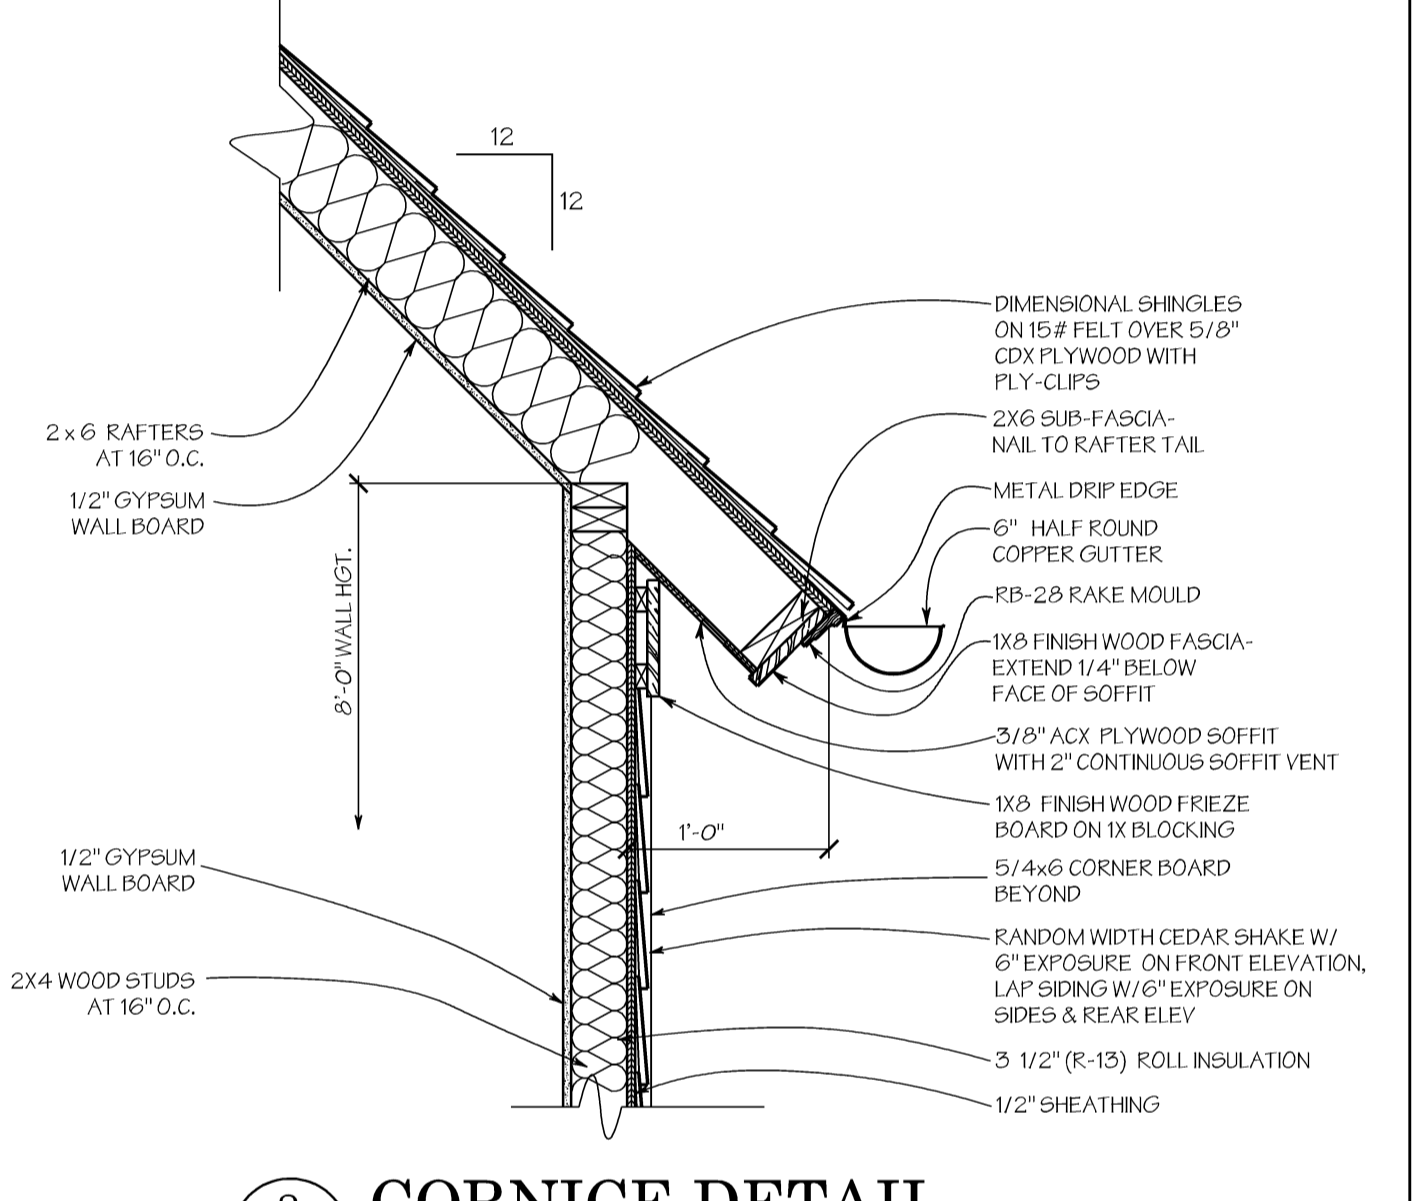 12
12
DIMENSIONAL SHINGLES
ON 15# FELT OVER 5/8"
CDX PLYWOOD WITH
PLY-CLIPS
2X6 SUB-FASCIA-
NAIL TO RAFTER TAIL
METAL DRIP EDGE
6" HALF ROUND
COPPER GUTTER
RB-28 RAKE MOULD
1X8 FINISH WOOD FASCIA-
EXTEND 1/4" BELOW
FACE OF SOFFIT
3/8" ACX PLYWOOD SOFFIT
WITH 2" CONTINUOUS SOFFIT VENT
1X8 FINISH WOOD FRIEZE
BOARD ON 1X BLOCKING
5/4x6 CORNER BOARD
BEYOND
RANDOM WIDTH CEDAR SHAKE W/
6" EXPOSURE ON FRONT ELEVATION,
LAP SIDING W/6" EXPOSURE ON
SIDES & REAR ELEV
3 1/2" (R-13) ROLL INSULATION
1/2" SHEATHING
2x6 RAFTERS
AT 16" O.C.
1/2" GYPSUM
WALL BOARD
8'-0" WALL HGT.
1'-0"
1/2" GYPSUM
WALL BOARD
2X4 WOOD STUDS
AT 16" O.C.
CORNICE DETAIL